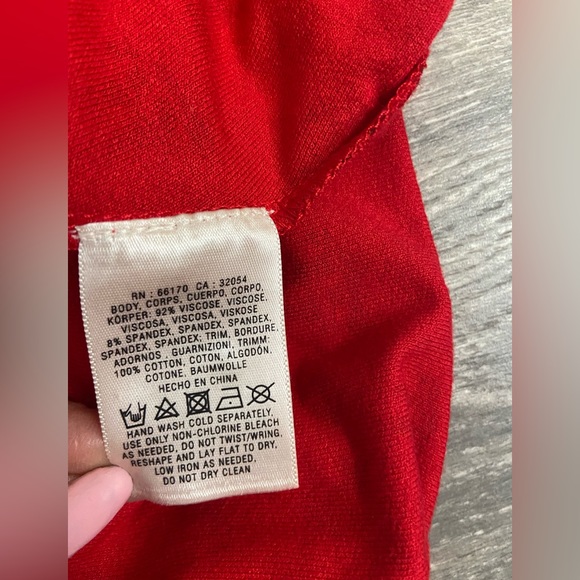 RN : 66170 CA : 32054
BODY, CORPS, CUERPO, CORPO,
KÖRPER: 92% VISCOSE, VISCOSE,
VISCOSA, VISCOSA, VISKOSE
8% SPANDEX, SPANDEX, SPANDEX,
SPANDEX, SPANDEX; TRIM, BORDURE,
ADORNOS , GUARNIZIONI, TRIMM:
100% COTTON, COTON, ALGODÓN,
COTONE, BAUMWOLLE
HECHO EN CHINA
HAND WASH COLD SEPARATELY,
USE ONLY NON-CHLORINE BLEACH
AS NEEDED, DO NOT TWIST/WRING.
RESHAPE AND LAY FLAT TO DRY,
LOW IRON AS NEEDED,
DO NOT DRY CLEAN